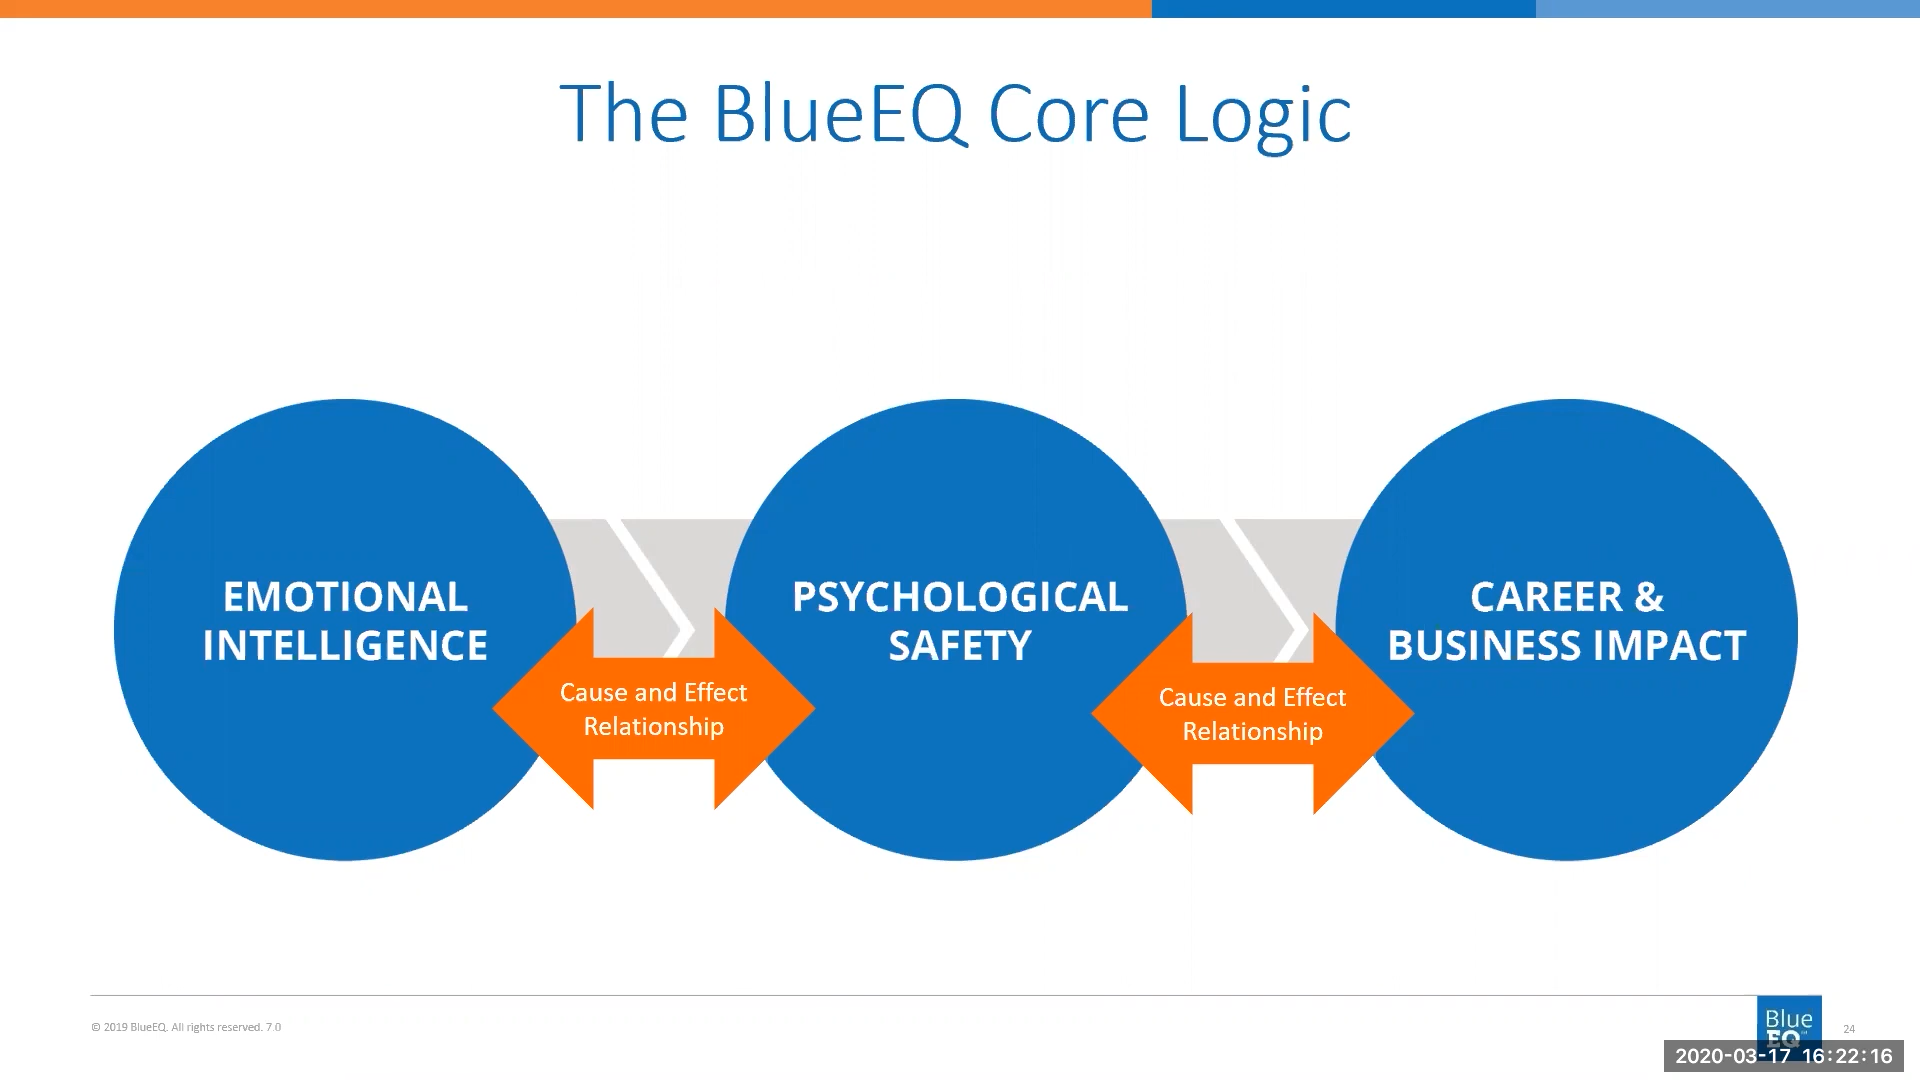 The BlueEQ Core Logic
EMOTIONAL
INTELLIGENCE
Cause and Effect
Relationship
PSYCHOLOGICAL
SAFETY
Cause and Effect
Relationship
CAREER &
BUSINESS IMPACT
© 2019 BlueEQ. All rights reserved. 7.0
Blue
EQ™
24
2020-03-17 16:22:16